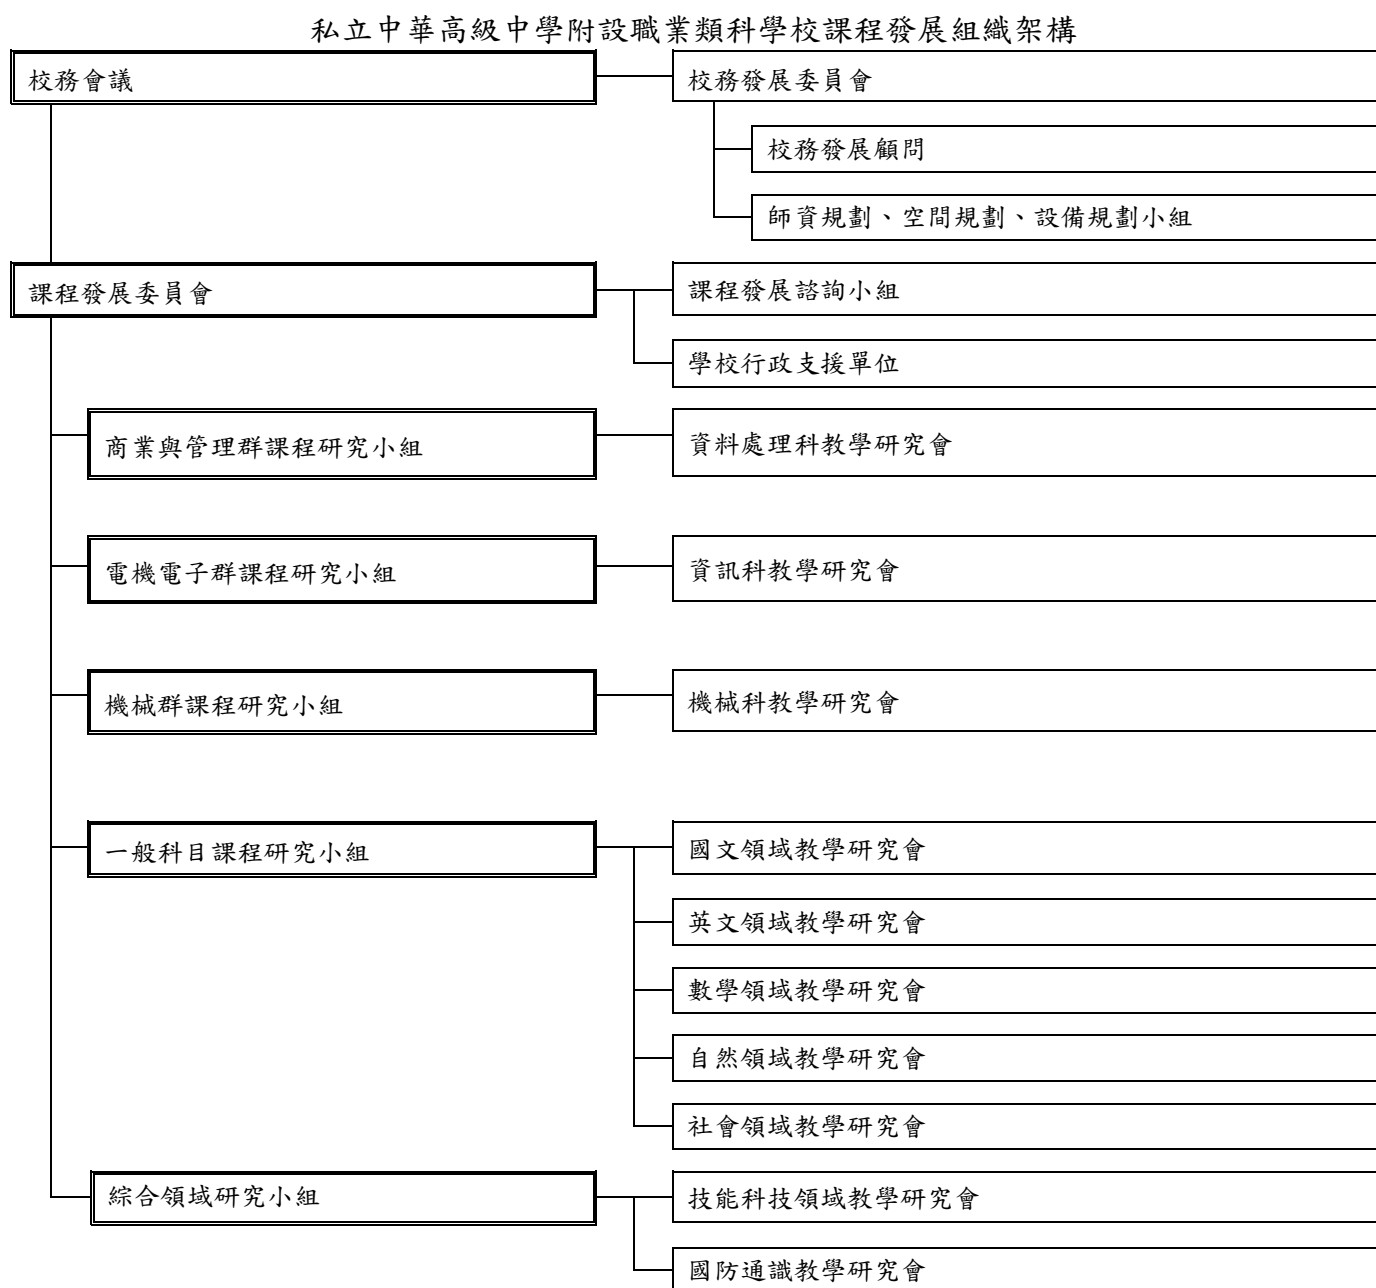 私立中華高級中學附設職業類科學校課程發展組織架構
校務會議
校務發展委員會
校務發展顧問
師資規劃、空間規劃、設備規劃小組
課程發展委員會
課程發展諮詢小組
學校行政支援單位
商業與管理群課程研究小組
資料處理科教學研究會
電機電子群課程研究小組
資訊科教學研究會
機械群課程研究小組
機械科教學研究會
一般科目課程研究小組
國文領域教學研究會
英文領域教學研究會
數學領域教學研究會
自然領域教學研究會
社會領域教學研究會
綜合領域研究小組
技能科技領域教學研究會
國防通識教學研究會